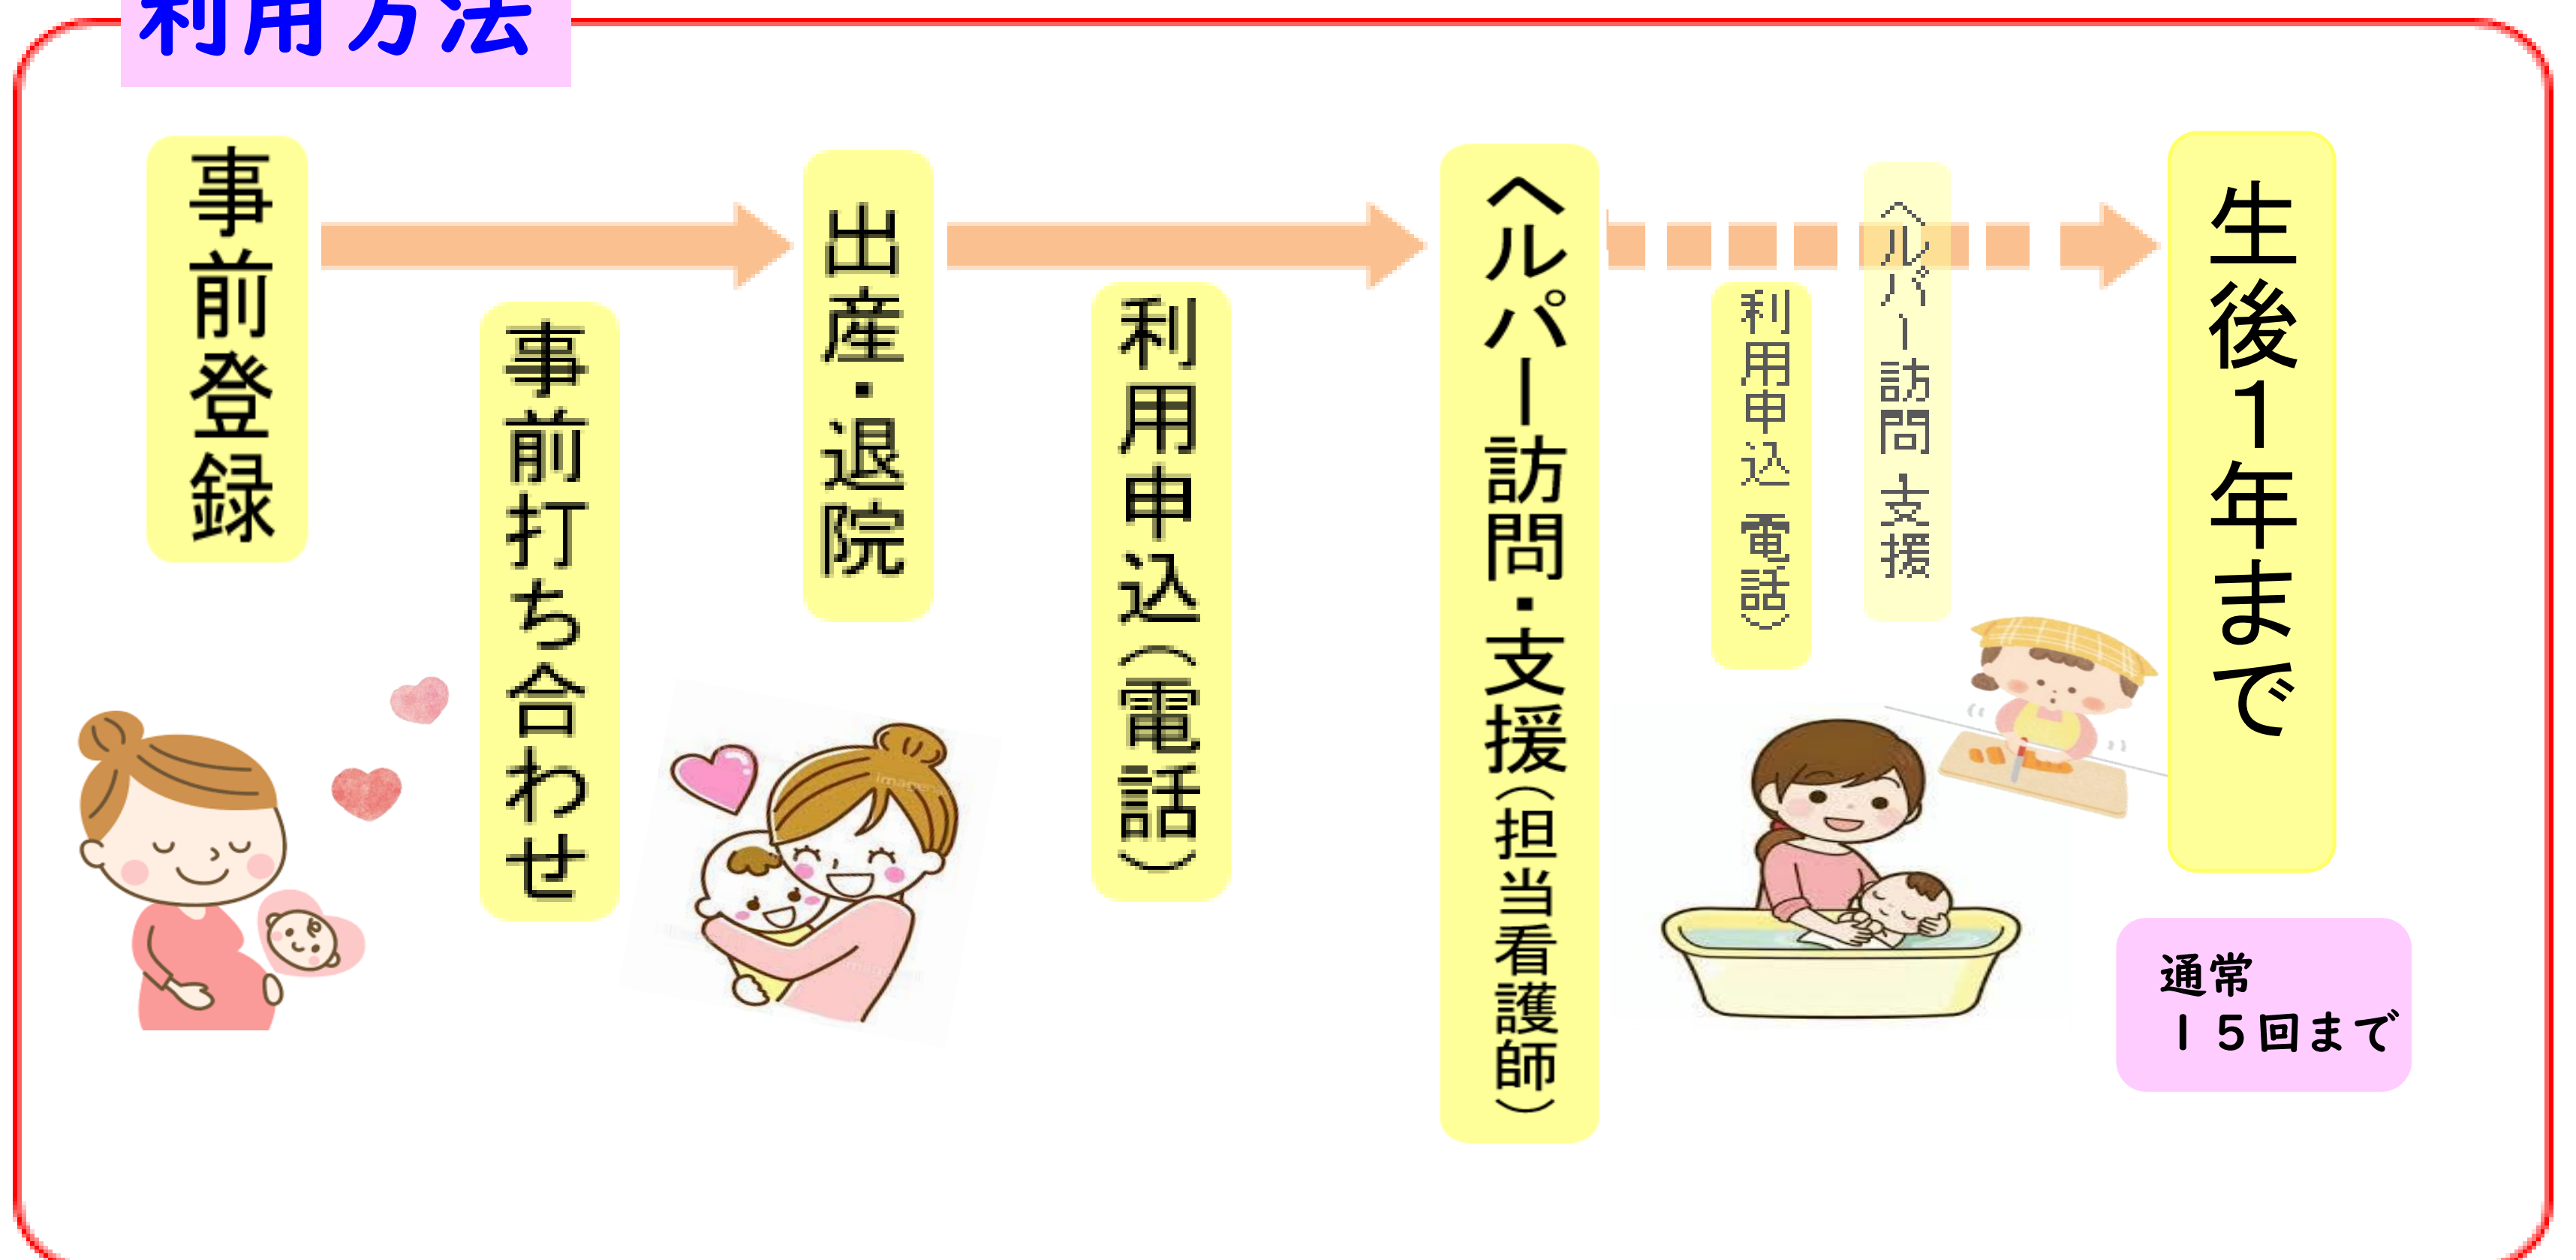 利用方法
事前登録
事前打ち合わせ
出産・退院
利用申込（電話）
ヘルパー訪問・支援（担当看護師）
利用申込（電話）
ヘルパー訪問・支援
生後１年まで
通常
１５回まで